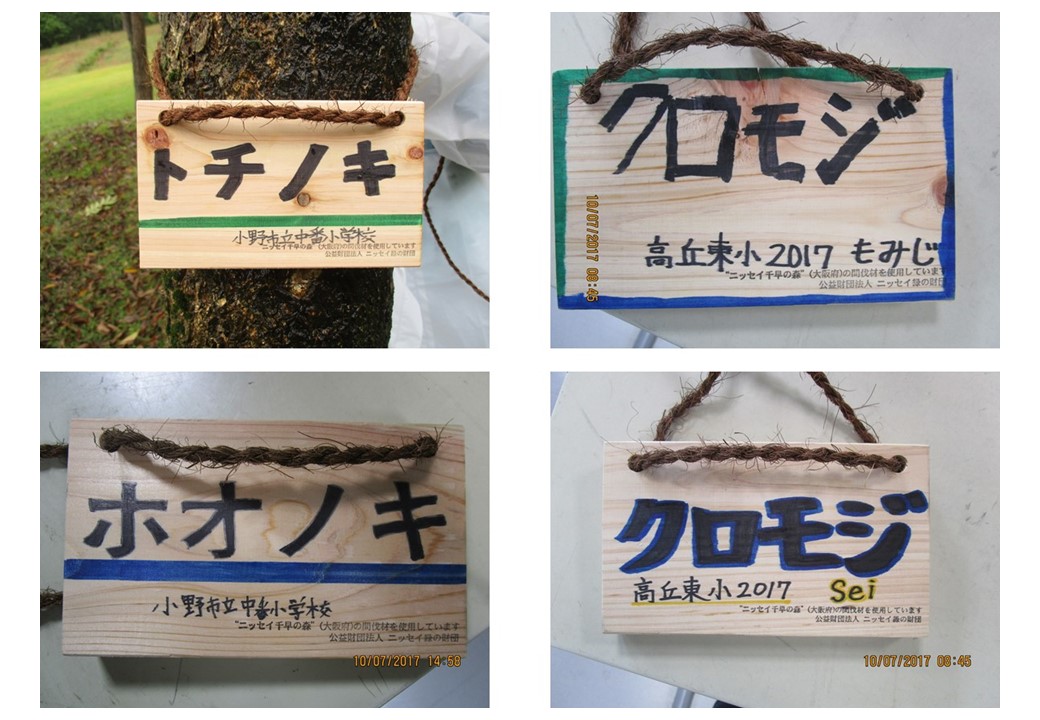 トチノキ
小野市立中番小学校
"ニッセイ千早の森" (大阪府)の間伐材を使用しています
公益財団法人 ニッセイ緑の財団
クロモジ
高丘東小2017 もみじ
"ニッセイ千早の森" (大阪府)の間伐材を使用しています
公益財団法人 ニッセイ緑の財団
10/07/2017 08:45
ホオノキ
小野市立中番小学校
"ニッセイ千早の森" (大阪府)の間伐材を使用しています
公益財団法人 ニッセイ緑の財団
10/07/2017 14:58
クロモジ
高丘東小2017 Sei
"ニッセイ千早の森" (大阪府)の間伐材を使用しています
公益財団法人 ニッセイ緑の財団
10/07/2017 08:45